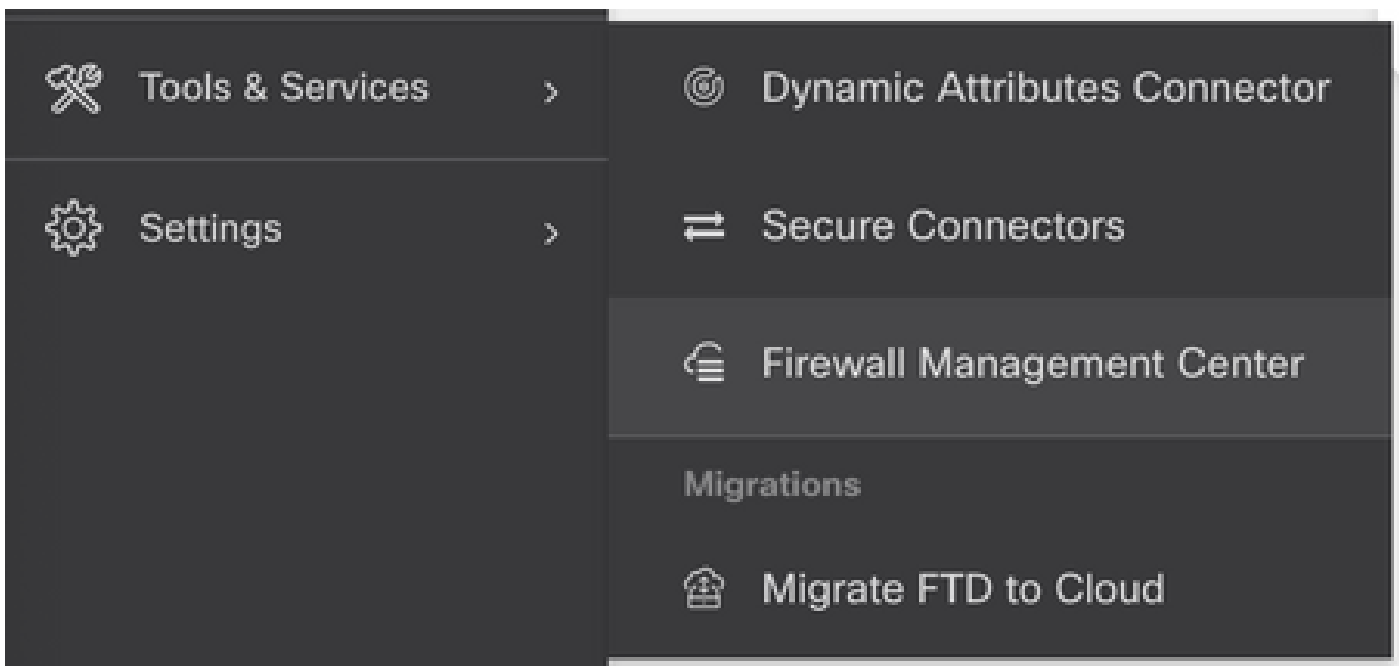 Tools & Services
Settings
Dynamic Attributes Connector
Secure Connectors
Firewall Management Center
Migrations
Migrate FTD to Cloud